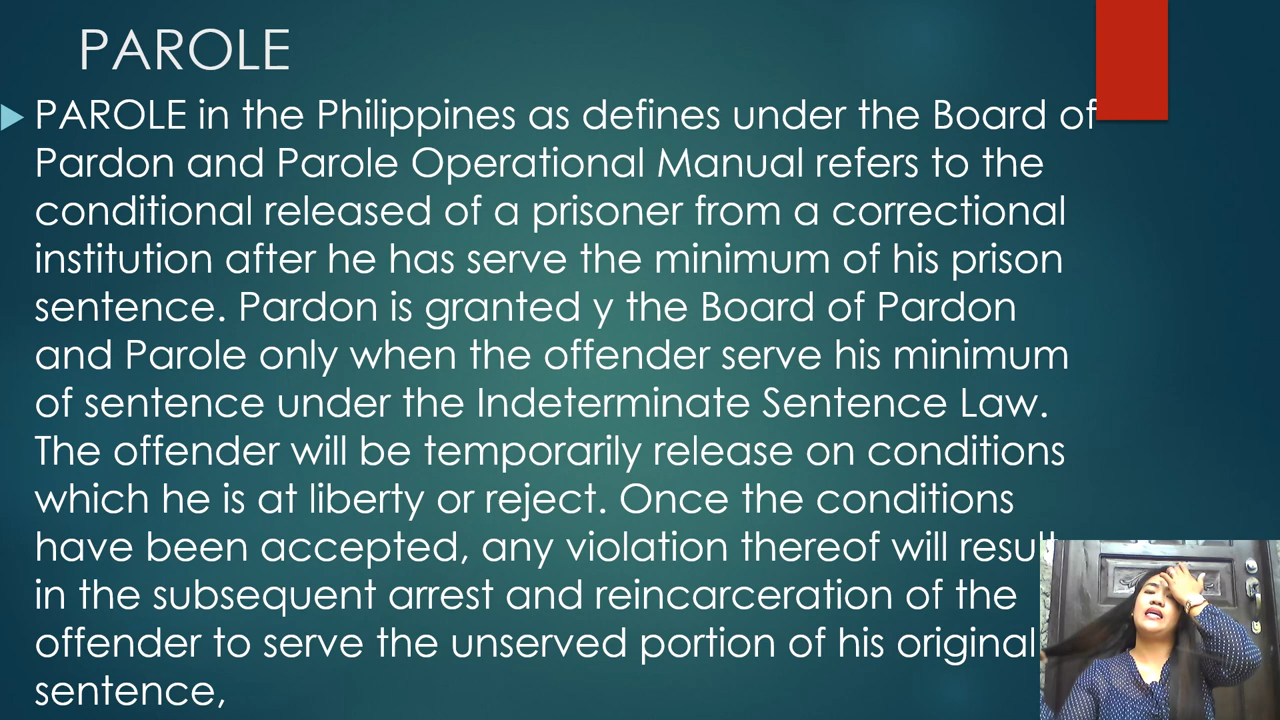 PAROLE
PAROLE in the Philippines as defines under the Board of
Pardon and Parole Operational Manual refers to the
conditional released of a prisoner from a correctional
institution after he has serve the minimum of his prison
sentence. Pardon is granted y the Board of Pardon
and Parole only when the offender serve his minimum
of sentence under the Indeterminate Sentence Law.
The offender will be temporarily release on conditions
which he is at liberty or reject. Once the conditions
have been accepted, any violation thereof will result
in the subsequent arrest and reincarceration of the
offender to serve the unserved portion of his original
sentence,